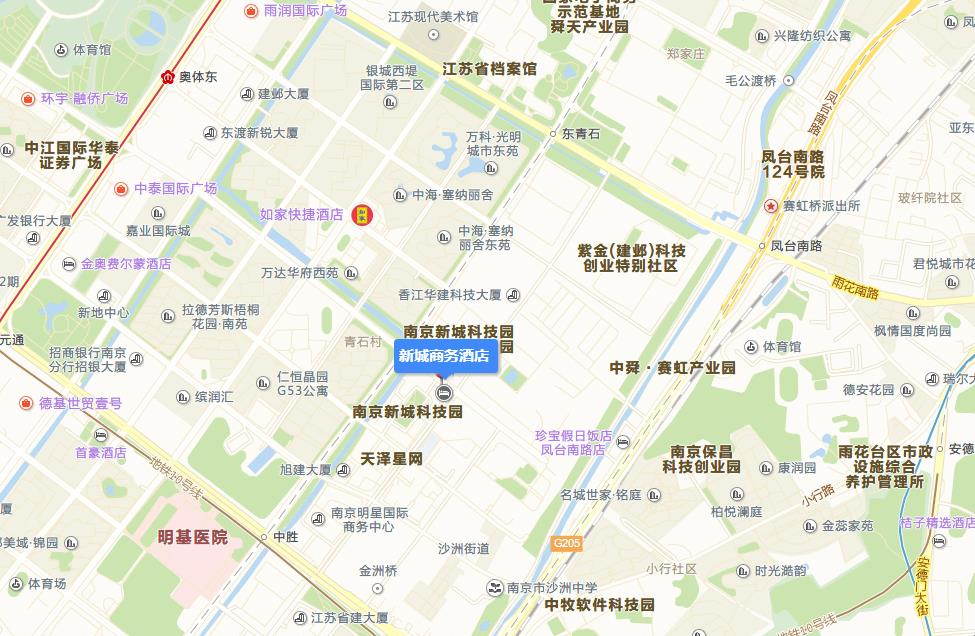 雨润国际广场
江苏现代美术馆
示范基地
舜天产业园
体育馆
兴隆纺织公寓
郑家庄
江苏省档案馆
银城西堤
国际第二区
奥体东
毛公渡桥
建邺大厦
环宇·融侨广场
凤台南路
东渡新锐大厦
东青石
万科·光明
城市东苑
亚东
中江国际华泰
证券广场
凤台南路
124号院
中泰国际广场
中海·塞纳丽舍
玻纤院社区
赛虹桥派出所
如家快捷酒店
广发银行大厦
嘉业国际城
中海·塞纳
丽舍东苑
凤台南路
紫金(建邺)科技
创业特别社区
金奥费尔蒙酒店
万达华府西苑
君悦城市花
2期
雨花南路
香江华建科技大厦
新地中心
拉德芳斯梧桐
花园·南苑
南京新城科技园
园
枫情国度尚园
元通
青石村
体育馆
招商银行南京
分行招银大厦
新城商务酒店
中舜·赛虹产业园
仁恒晶园
G53公寓
瑞尔大
德安花园
缤润汇
德基世贸壹号
南京新城科技园
珍宝假日饭店
凤台南路店
首豪酒店
南京保昌
科技创业园
雨花台区市政
设施综合
养护管理所
安德
天泽星网
旭建大厦
康润园
地铁10号线
名城世家·铭庭
小行路
柏悦澜庭
厦
南京明星国际
商务中心
金蕊家苑
桔子精选酒店
明基医院
中胜
G205
美域·锦园
沙洲街道
金洲桥
小行社区
时光澔韵
安德门大街
体育场
南京市沙洲中学
中牧软件科技园
江苏省建大厦
地铁10号线